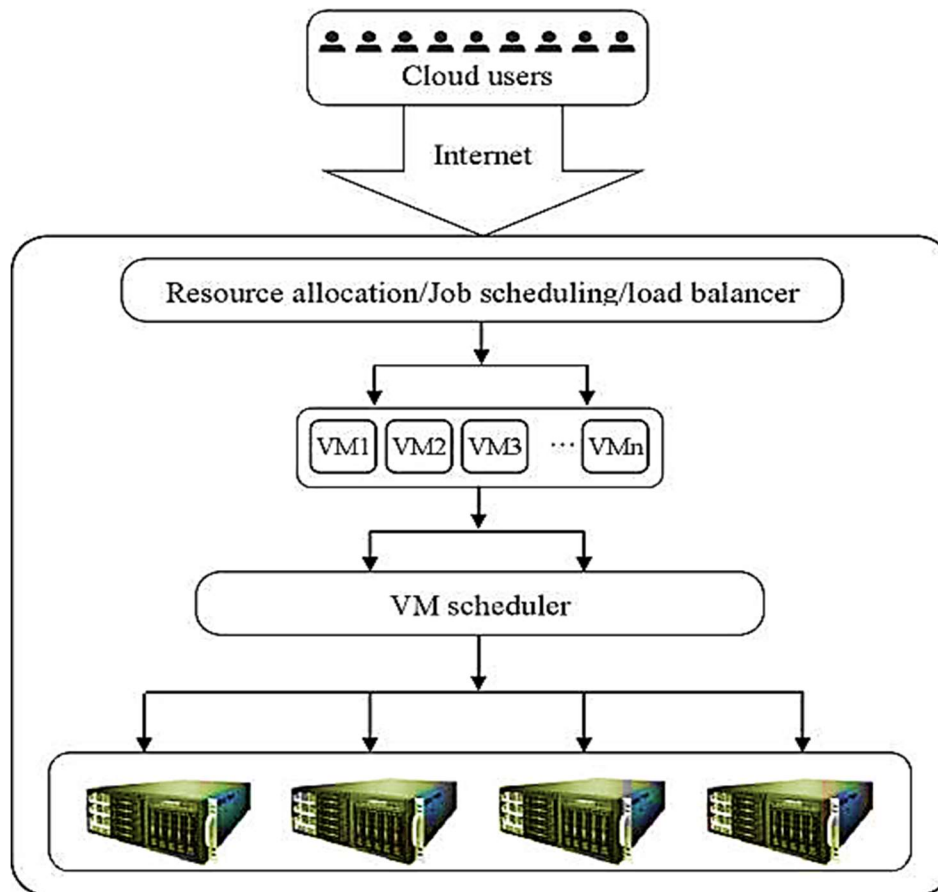 Cloud users
Internet
Resource allocation/Job scheduling/load balancer
VM1 VM2 VM3 ... VMn
VM scheduler